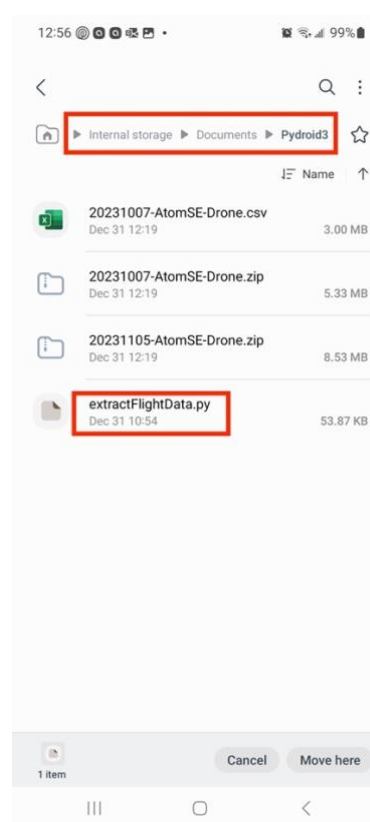 12:56
99%
Internal storage ▶ Documents ▶ Pydroid3
Name
20231007-AtomSE-Drone.csv
Dec 31 12:19 3.00 MB
20231007-AtomSE-Drone.zip
Dec 31 12:19 5.33 MB
20231105-AtomSE-Drone.zip
Dec 31 12:19 8.53 MB
extractFlightData.py
Dec 31 10:54 53.87 KB
1 item
Cancel Move here